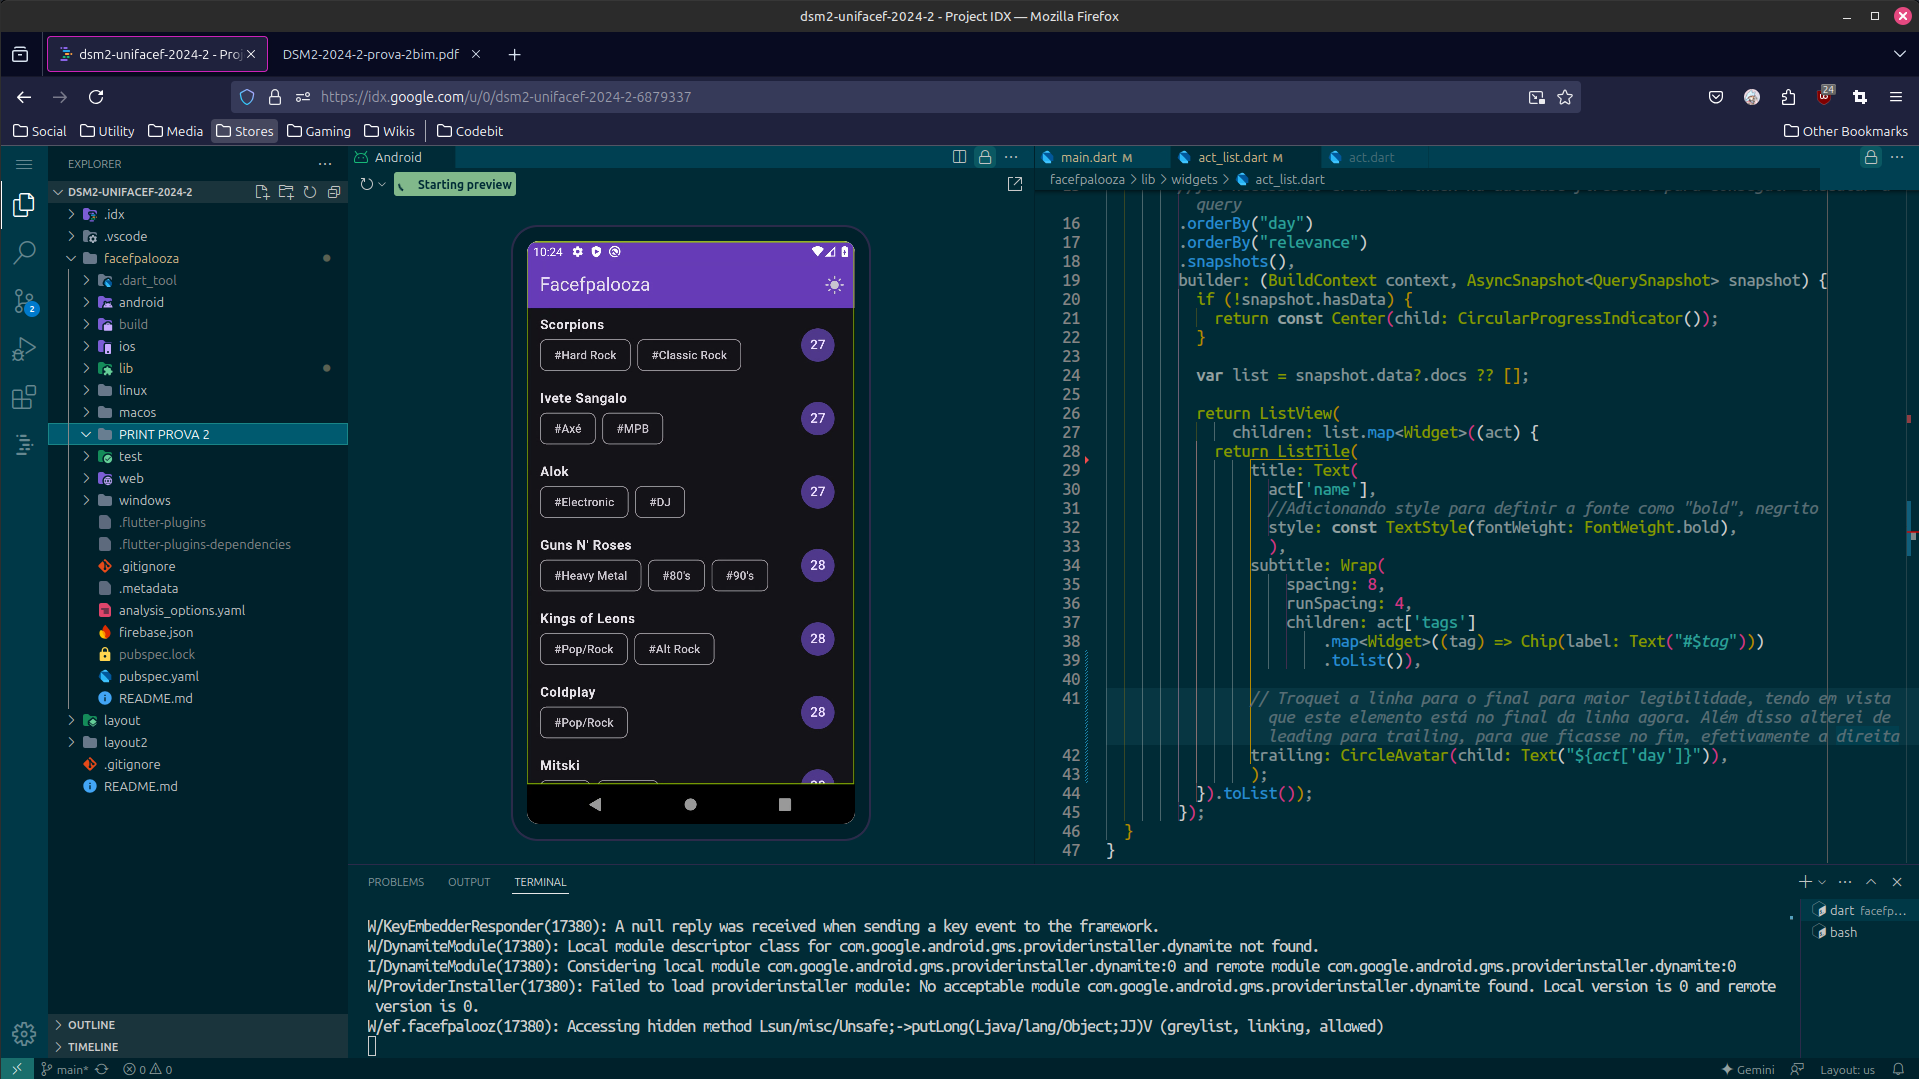 dsm2-unifacef-2024-2 - Project IDX — Mozilla Firefox
dsm2-unifacef-2024-2 - Proj
DSM2-2024-2-prova-2bim.pdf
https://idx.google.com/u/0/dsm2-unifacef-2024-2-6879337
24
Social
Utility
Media
Stores
Gaming
Wikis
Codebit
Other Bookmarks
EXPLORER
DSM2-UNIFACEF-2024-2
.idx
.vscode
facefpalooza
.dart_tool
android
build
ios
lib
linux
macos
PRINT PROVA 2
test
web
windows
.flutter-plugins
.flutter-plugins-dependencies
.gitignore
.metadata
analysis_options.yaml
firebase.json
pubspec.lock
pubspec.yaml
README.md
layout
layout2
.gitignore
README.md
OUTLINE
TIMELINE
2
Android
Starting preview
10:24
Facefpalooza
Scorpions
#Hard Rock #Classic Rock
27
Ivete Sangalo
#Axé #MPB
27
Alok
#Electronic #DJ
27
Guns N' Roses
#Heavy Metal #80's #90's
28
Kings of Leons
#Pop/Rock #Alt Rock
28
Coldplay
#Pop/Rock
28
Mitski
main.dart M
act_list.dart M
act.dart
facefpalooza > lib > widgets > act_list.dart
query
16 .orderBy("day")
17 .orderBy("relevance")
18 .snapshots(),
19 builder: (BuildContext context, AsyncSnapshot<QuerySnapshot> snapshot) {
20 if (!snapshot.hasData) {
21 return const Center(child: CircularProgressIndicator());
22 }
23
24 var list = snapshot.data?.docs ?? [];
25
26 return ListView(
27 children: list.map<Widget>((act) {
28 return ListTile(
29 title: Text(
30 act['name'],
31 //Adicionando style para definir a fonte como "bold", negrito
32 style: const TextStyle(fontWeight: FontWeight.bold),
33 ),
34 subtitle: Wrap(
35 spacing: 8,
36 runSpacing: 4,
37 children: act['tags']
38 .map<Widget>((tag) => Chip(label: Text("#$tag")))
39 .toList()),
40
41 // Troquei a linha para o final para maior legibilidade, tendo em vista
que este elemento está no final da linha agora. Além disso alterei de
leading para trailing, para que ficasse no fim, efetivamente a direita
42 trailing: CircleAvatar(child: Text("${act['day']}")),
43 );
44 }).toList());
45 });
46 }
47 }
PROBLEMS
OUTPUT
TERMINAL
W/KeyEmbedderResponder(17380): A null reply was received when sending a key event to the framework.
W/DynamiteModule(17380): Local module descriptor class for com.google.android.gms.providerinstaller.dynamite not found.
I/DynamiteModule(17380): Considering local module com.google.android.gms.providerinstaller.dynamite:0 and remote module com.google.android.gms.providerinstaller.dynamite:0
W/ProviderInstaller(17380): Failed to load providerinstaller module: No acceptable module com.google.android.gms.providerinstaller.dynamite found. Local version is 0 and remote
version is 0.
W/ef.facefpalooz(17380): Accessing hidden method Lsun/misc/Unsafe;->putLong(Ljava/lang/Object;JJ)V (greylist, linking, allowed)
dart facefp...
bash
main*
0
0
Gemini
Layout: us